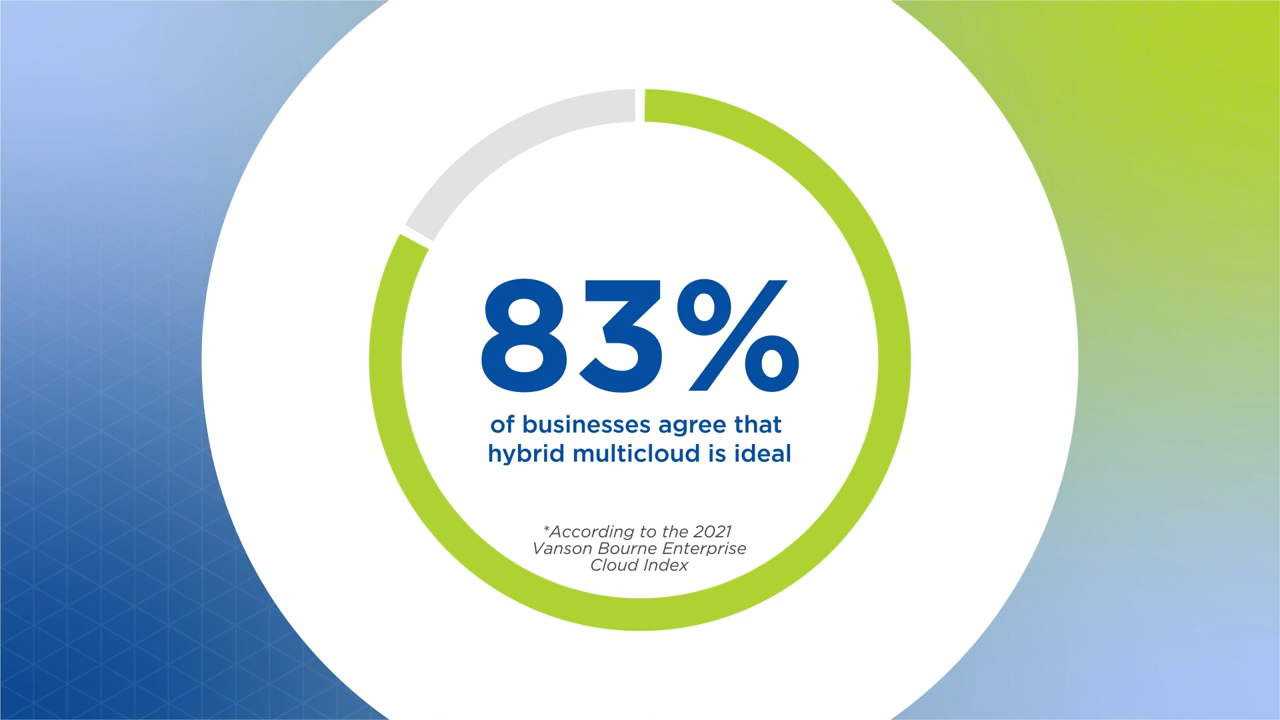 83%
of businesses agree that
hybrid multicloud is ideal
*According to the 2021
Vanson Bourne Enterprise
Cloud Index